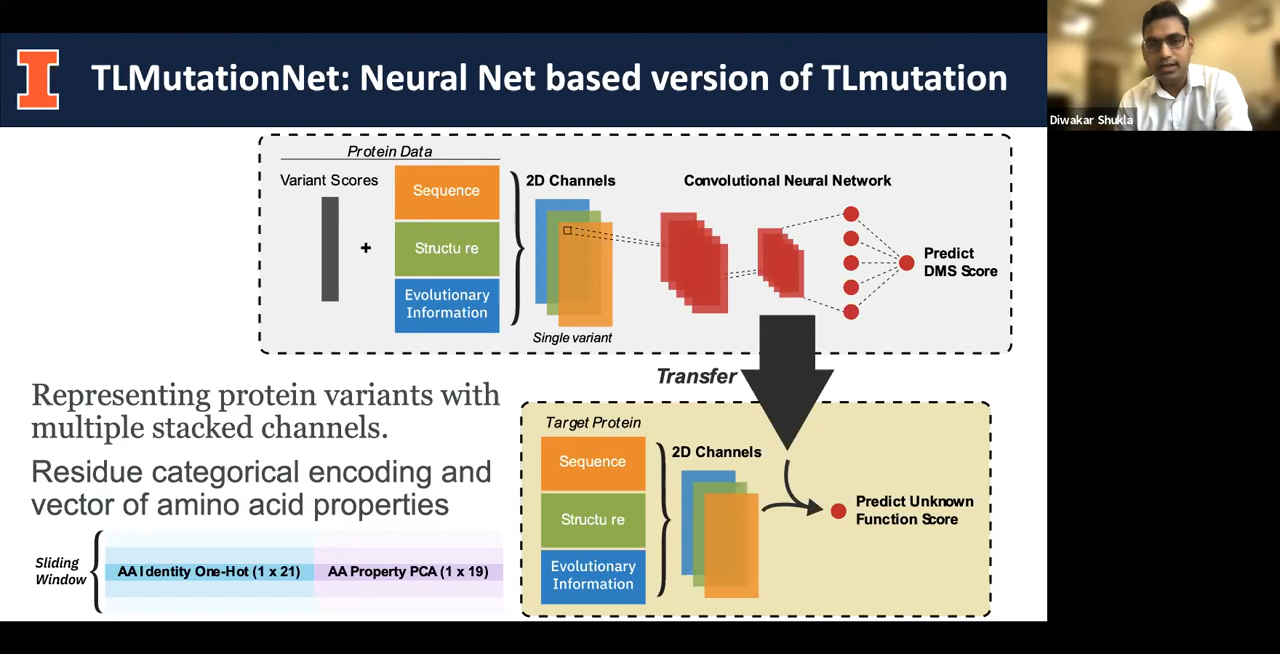 TLMutationNet: Neural Net based version of TLmutation
Diwakar Shukla
Protein Data
Variant Scores
+
Sequence
Structu re
Evolutionary
Information
2D Channels
Single variant
Convolutional Neural Network
Predict
DMS Score
Transfer
Representing protein variants with
multiple stacked channels.
Residue categorical encoding and
vector of amino acid properties
Sliding
Window
AA Identity One-Hot (1 x 21)
AA Property PCA (1 x 19)
Target Protein
Sequence
Structu re
Evolutionary
Information
2D Channels
Predict Unknown
Function Score